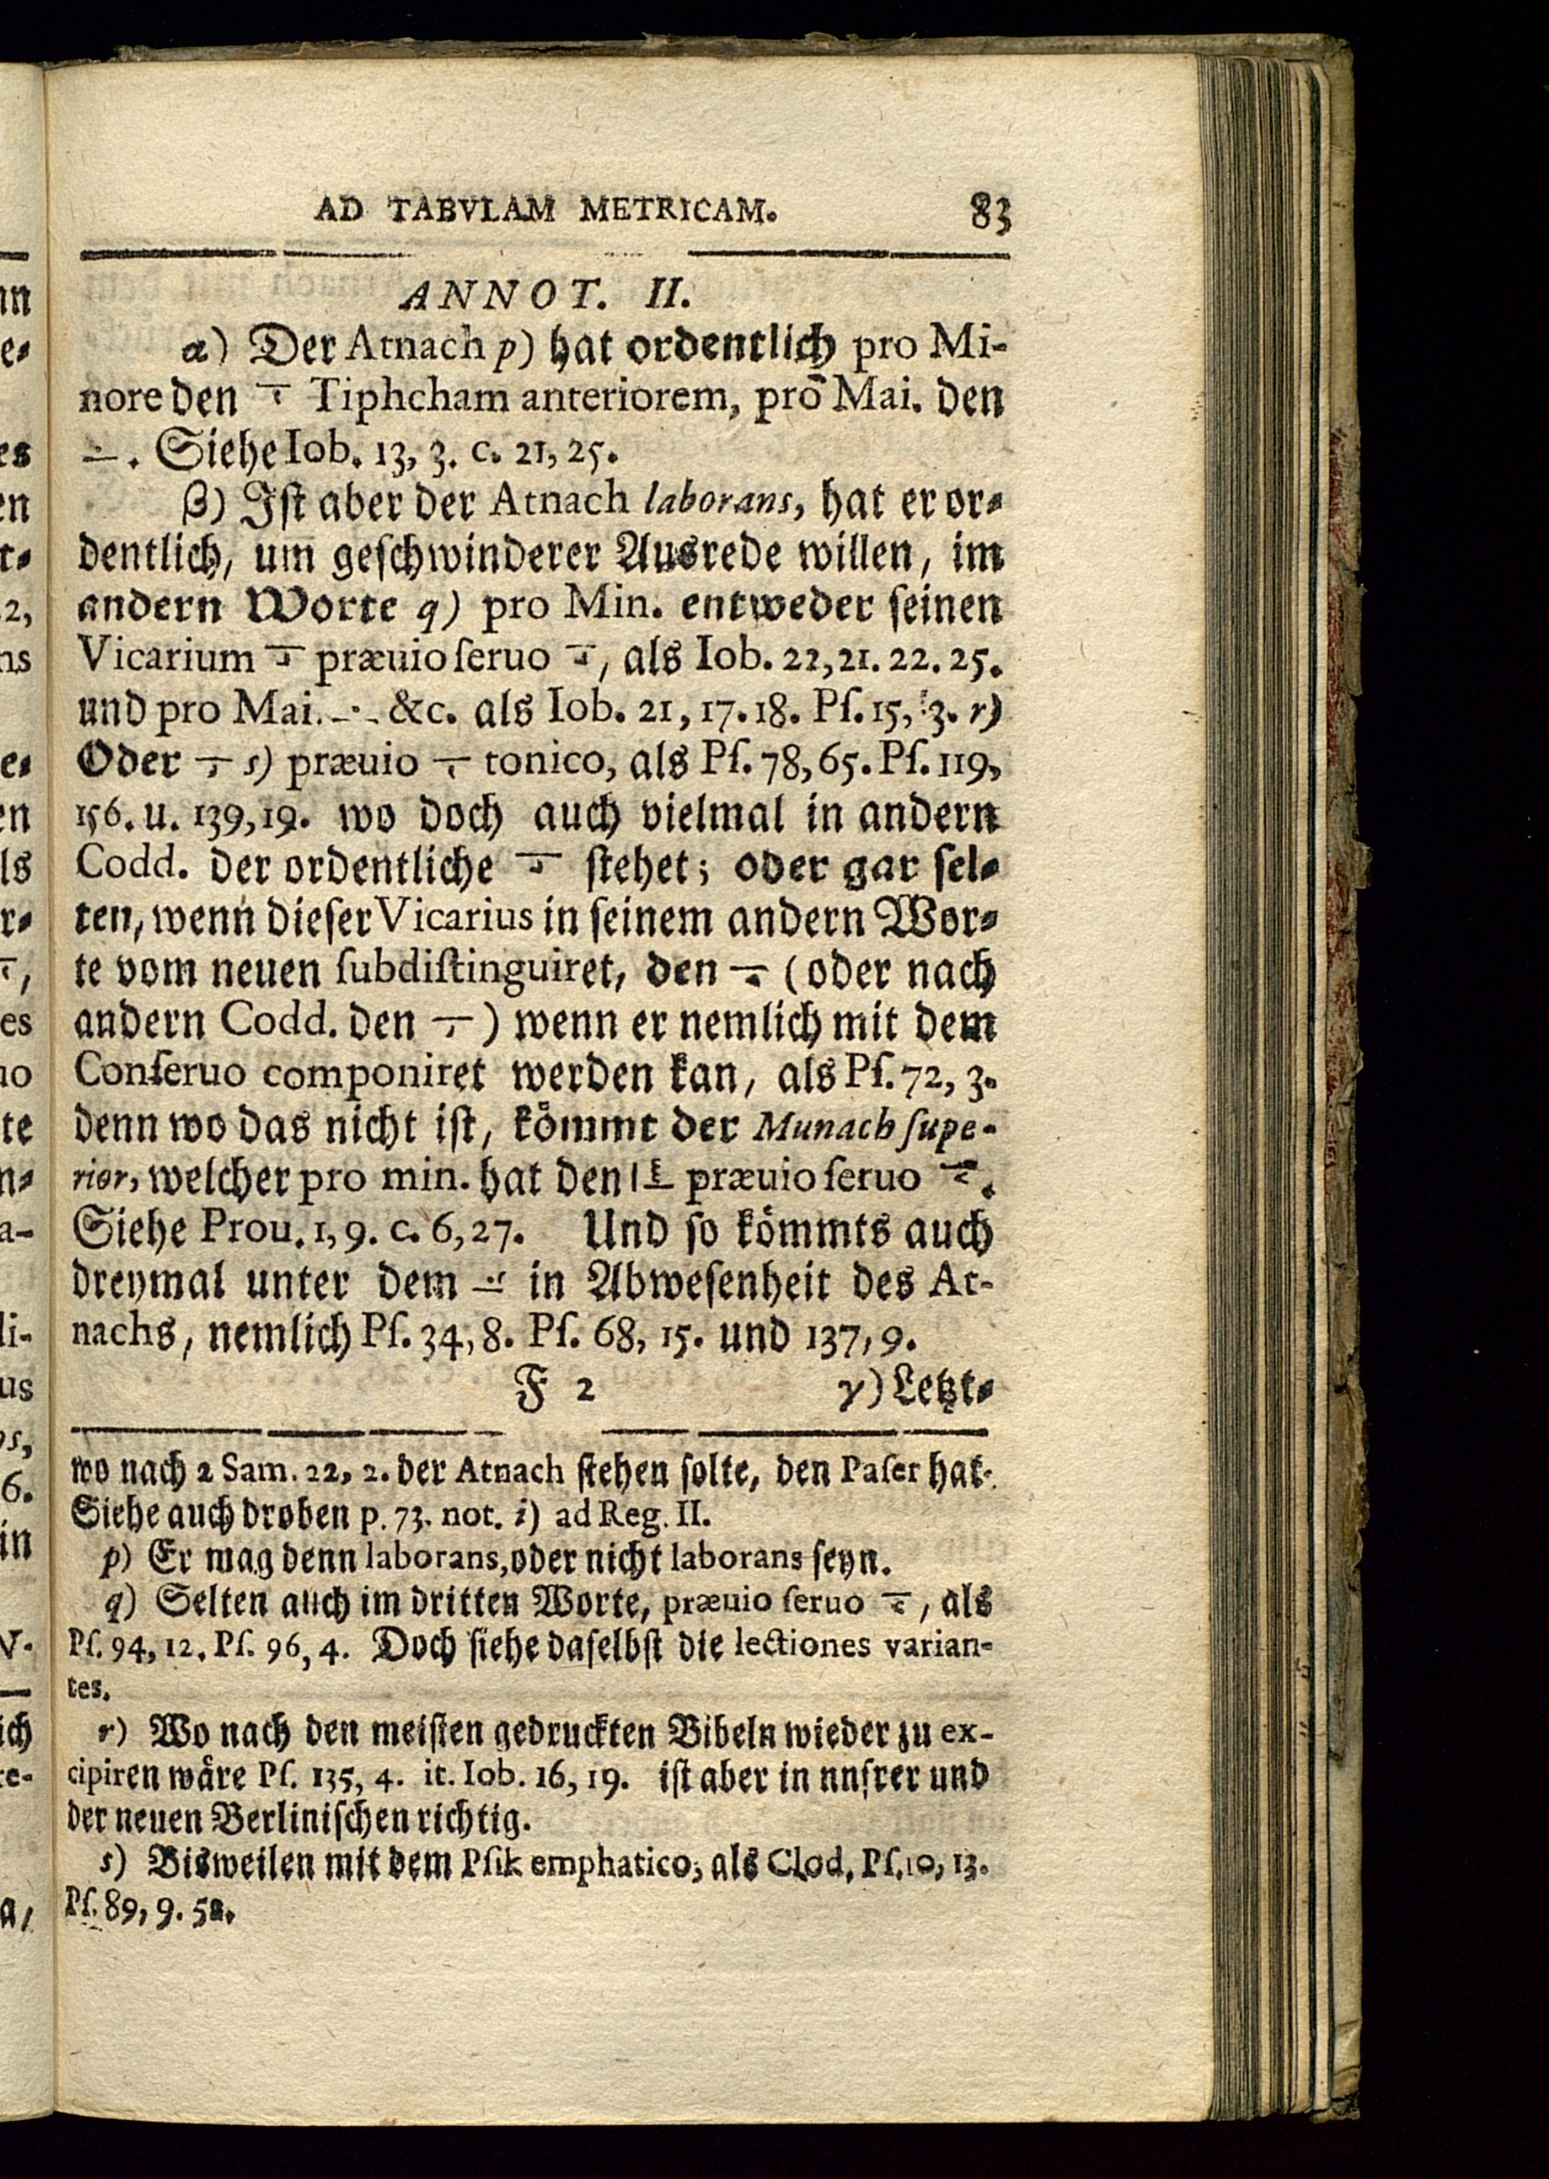 AD TABVLAM METRICAM. 83
ANNOT. II.
α) Der Atnach p) hat ordentlich pro Mi-
nore den ‾ Tiphcham anteriorem, pro Mai. den
∸. Siehe Iob. 13, 3. c. 21, 25.
β) Iſt aber der Atnach laborans, hat er or⸗
dentlich, um geſchwinderer Ausrede willen, im
andern Worte q) pro Min. entweder ſeinen
Vicarium ‾ præuio ſeruo ‾, als Iob. 22, 21. 22. 25.
und pro Mai. -·- &c. als Iob. 21, 17. 18. Pſ. 15, 3. r)
Oder ‾ s) præuio ‾ tonico, als Pſ. 78, 65. Pſ. 119,
156. u. 139, 19. wo doch auch vielmal in andern
Codd. der ordentliche ‾ ſtehet; oder gar ſel⸗
ten, wenn dieſer Vicarius in ſeinem andern Wor⸗
te vom neuen ſubdiſtinguiret, den ‾ (oder nach
andern Codd. den ‾) wenn er nemlich mit dem
Conſeruo componiret werden kan, als Pſ. 72, 3.
denn wo das nicht iſt, kömmt der Munach ſupe-
rior, welcher pro min. hat den præuio ſeruo ‾.
Siehe Prou. 1, 9. c. 6, 27. Und ſo kömmts auch
dreymal unter dem in Abweſenheit des At-
nachs, nemlich Pſ. 34, 8. Pſ. 68, 15. und 137, 9.
F 2 γ) Letzt⸗
wo nach 2 Sam. 22, 2. der Atnach ſtehen ſolte, den Paſer hat.
Siehe auch droben p. 73. not. i) ad Reg. II.
p) Er mag denn laborans, oder nicht laborans ſeyn.
q) Selten auch im dritten Worte, præuio ſeruo ‾, als
Pſ. 94, 12. Pſ. 96, 4. Doch ſiehe daſelbſt die lectiones varian-
tes.
r) Wo nach den meiſten gedruckten Bibeln wieder zu ex-
cipiren wäre Pſ. 135, 4. it. Iob. 16, 19. iſt aber in nnſrer und
der neuen Berliniſchen richtig.
s) Bisweilen mit dem Pſik emphatico, als Clod. Pſ. 10, 13.
Pſ. 89, 9. 52.